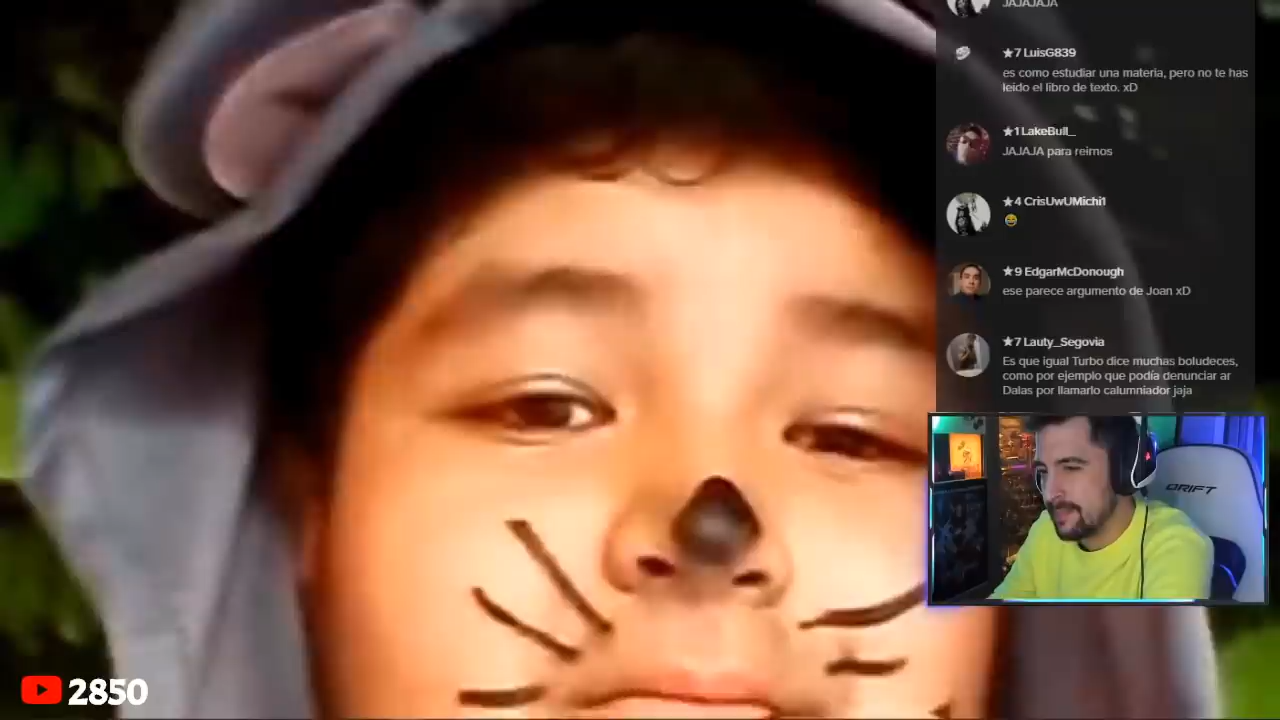 JAJAJAJA
★7 LuisG839
es como estudiar una materia, pero no te has
leído el libro de texto. xD
★1 LakeBull_
JAJAJA para reirnos
★4 CrisUwUMichi1
😂
★9 EdgarMcDonough
ese parece argumento de Joan xD
★7 Lauty_Segovia
Es que igual Turbo dice muchas boludeces,
como por ejemplo que podía denunciar ar
Dalas por llamarlo calumniador jaja
DRIFT
2850